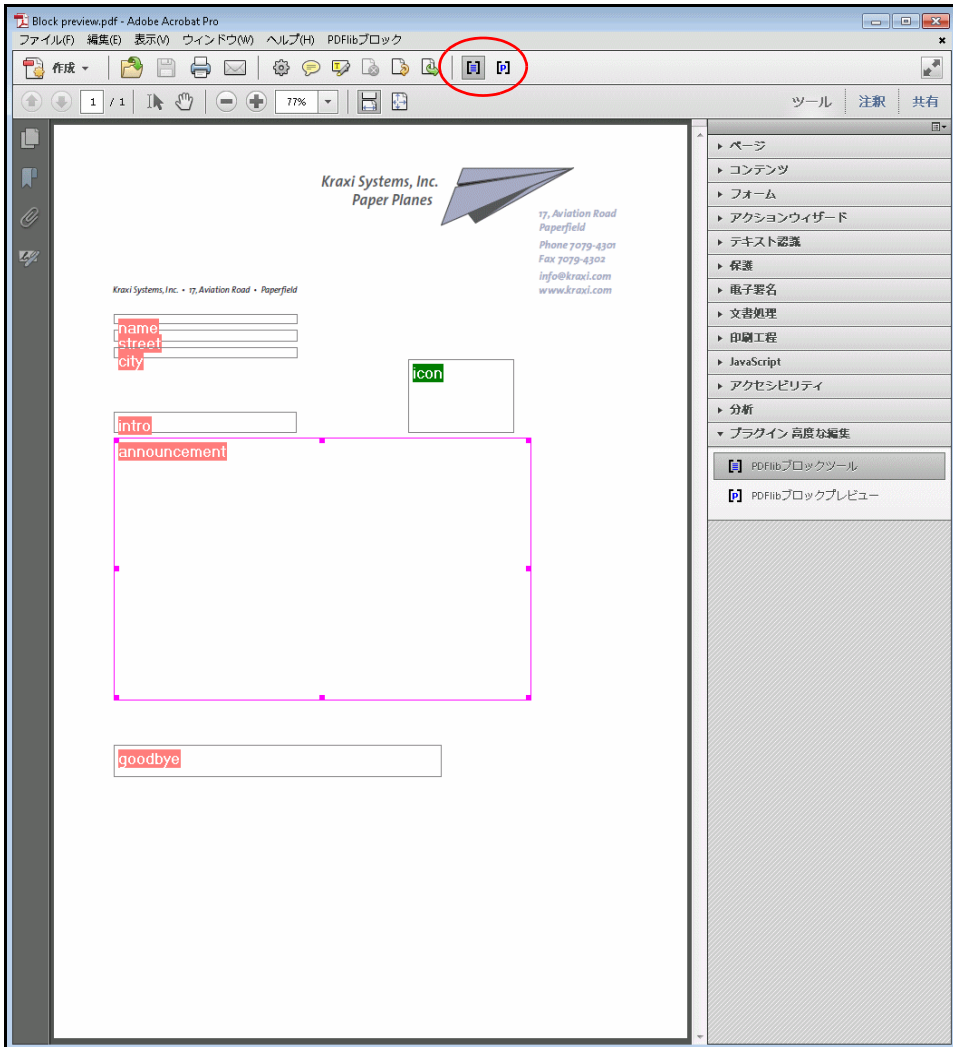 Block preview.pdf - Adobe Acrobat Pro
ファイル(F) 編集(E) 表示(V) ウィンドウ(W) ヘルプ(H) PDFlibブロック
作成
1 / 1 77% ツール 注釈 共有
Kraxi Systems, Inc.
Paper Planes
17, Aviation Road
Paperfield
Phone 7079-4301
Fax 7079-4302
info@kraxi.com
www.kraxi.com
Kraxi Systems, Inc. • 17, Aviation Road • Paperfield
name
street
city
icon
intro
announcement
goodbye
ページ
コンテンツ
フォーム
アクションウィザード
テキスト認識
保護
電子署名
文書処理
印刷工程
JavaScript
アクセシビリティ
分析
プラグイン 高度な編集
PDFlibブロックツール
[P] PDFlibブロックプレビュー